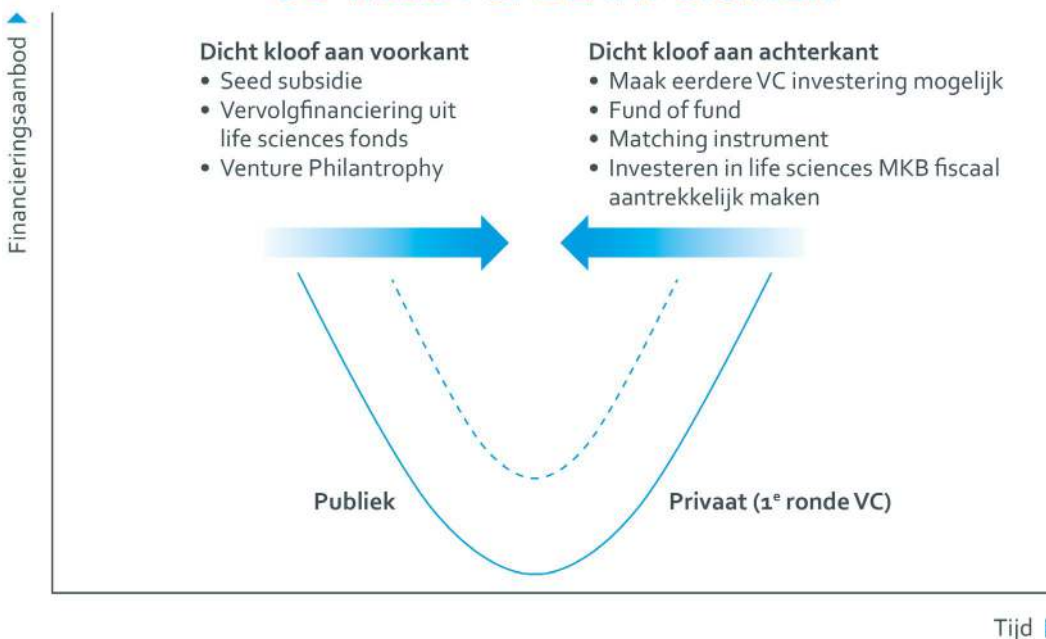 Financieringsaanbod
Dicht kloof aan voorkant
• Seed subsidie
• Vervolgfinanciering uit
life sciences fonds
• Venture Philantrophy
Dicht kloof aan achterkant
• Maak eerdere VC investering mogelijk
• Fund of fund
• Matching instrument
• Investeren in life sciences MKB fiscaal
aantrekkelijk maken
Publiek
Privaat (1e ronde VC)
Tijd